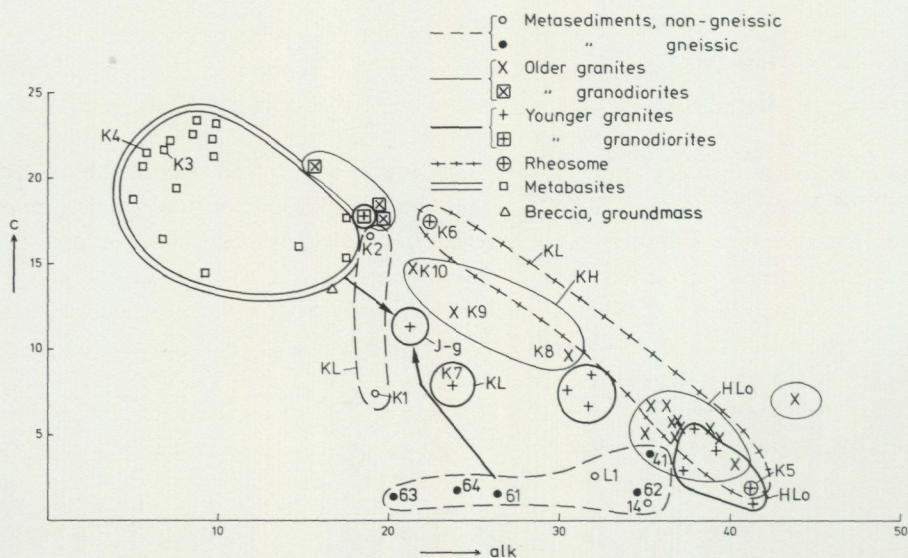 Metasediments, non-gneissic
" gneissic
Older granites
" granodiorites
Younger granites
" granodiorites
Rheosome
Metabasites
Breccia, groundmass
25
20
15
10
5
c
K4
K3
K2
K6
KL
KH
K10
K9
K8
J-g
K7
KL
KL
K1
HLo
K5
HLo
41
L1
62
14
61
64
63
10
20
30
40
50
alk